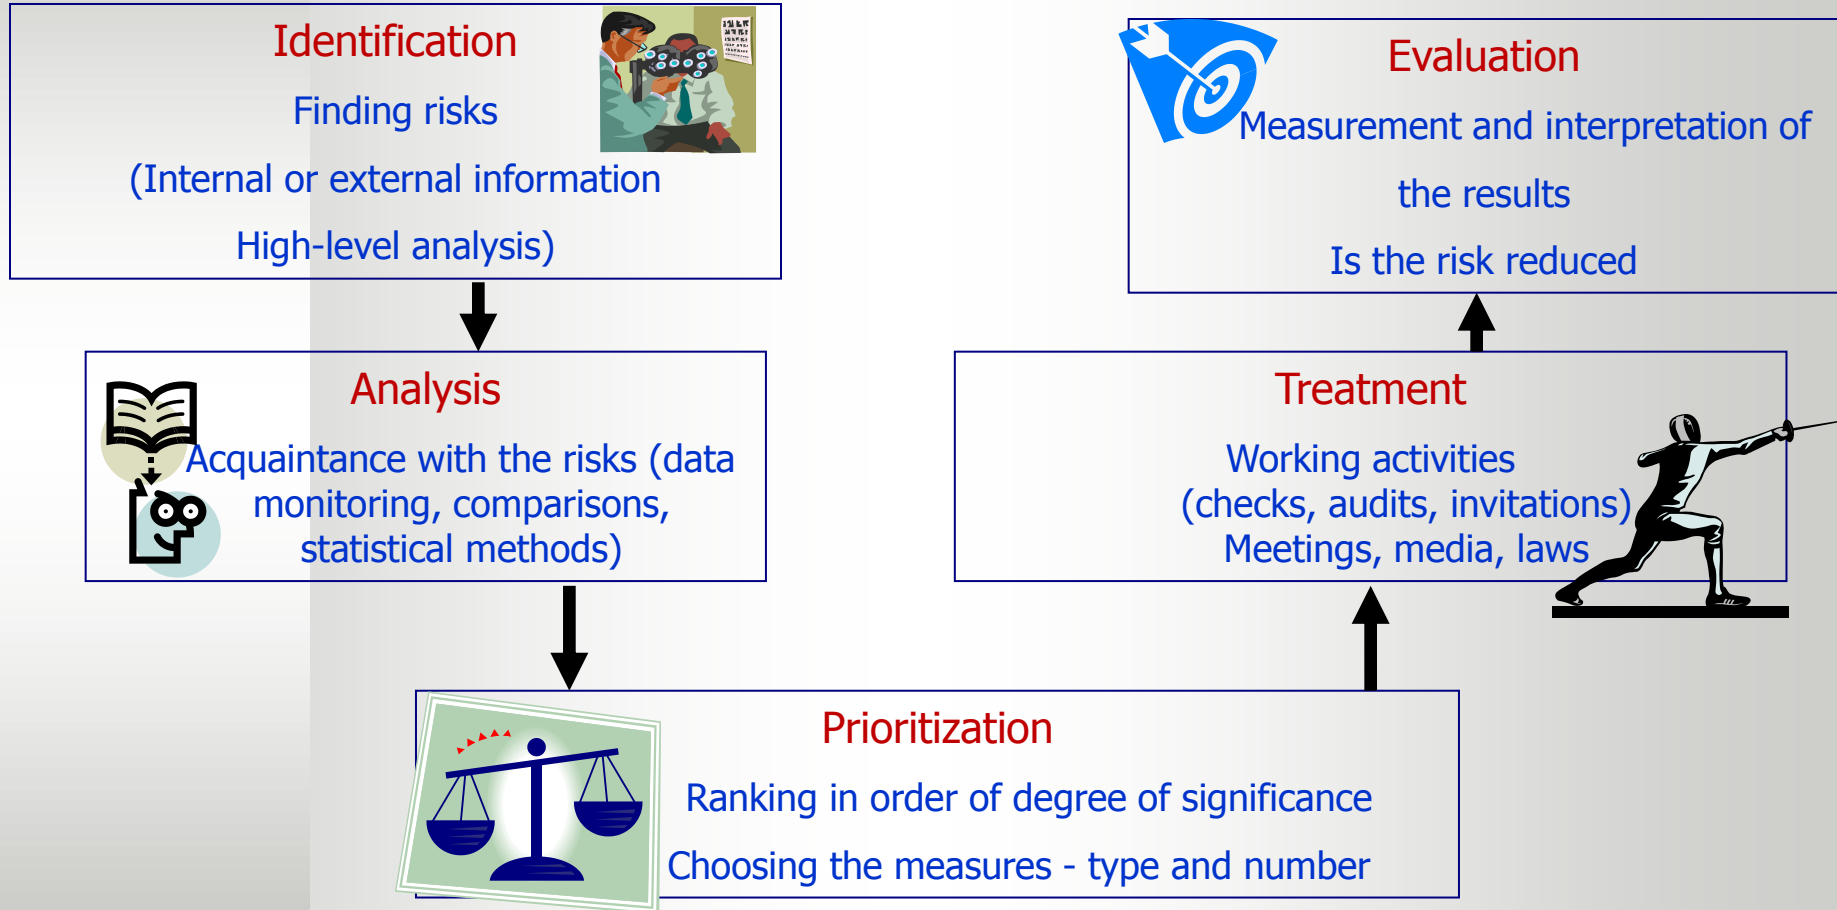 Identification
Finding risks
(Internal or external information
High-level analysis)
Analysis
Acquaintance with the risks (data
monitoring, comparisons,
statistical methods)
Prioritization
Ranking in order of degree of significance
Choosing the measures - type and number
Treatment
Working activities
(checks, audits, invitations)
Meetings, media, laws
Evaluation
Measurement and interpretation of
the results
Is the risk reduced